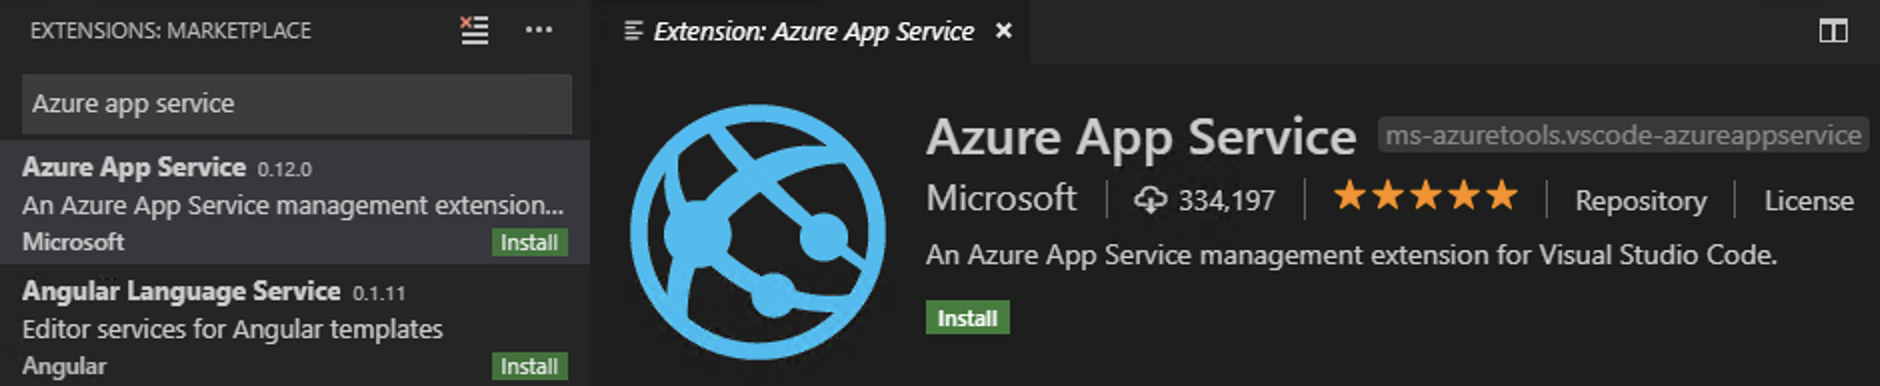 EXTENSIONS: MARKETPLACE
Azure app service
Azure App Service 0.12.0
An Azure App Service management extension...
Microsoft Install
Angular Language Service 0.1.11
Editor services for Angular templates
Angular Install
Extension: Azure App Service
Azure App Service ms-azuretools.vscode-azureappservice
Microsoft 334,197 Repository License
An Azure App Service management extension for Visual Studio Code.
Install